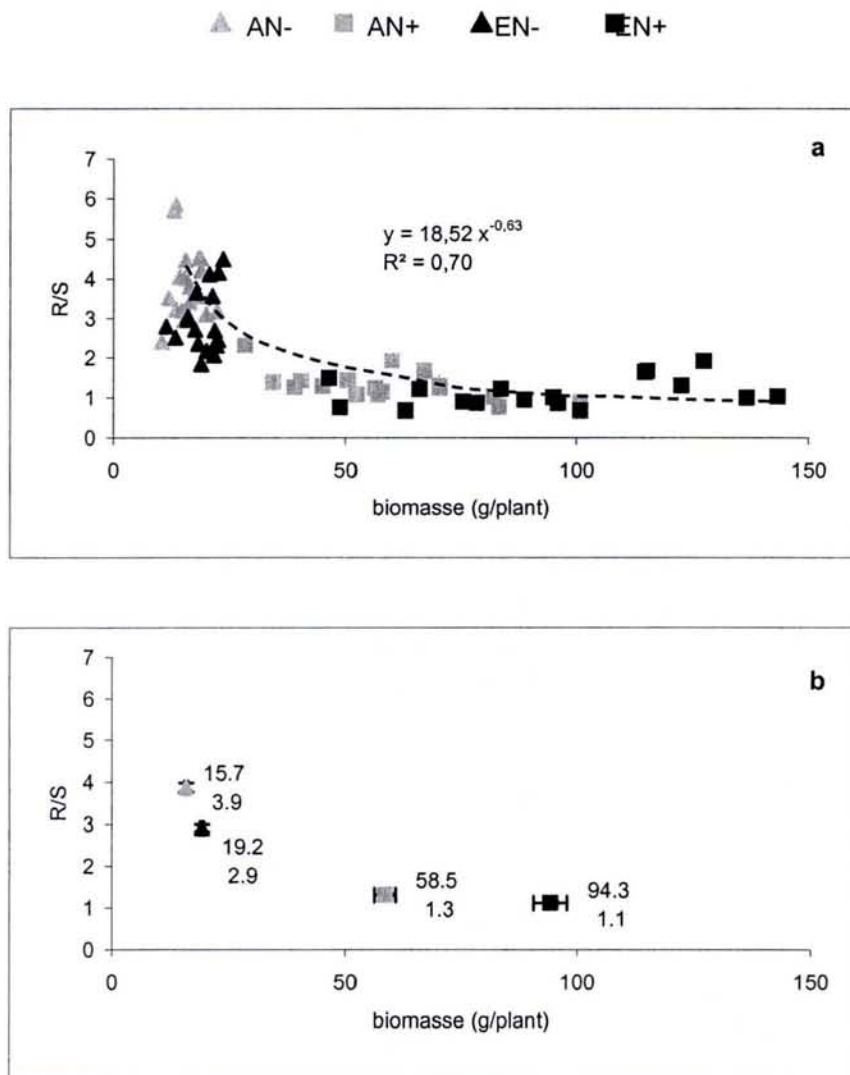 AN- AN+ EN- EN+
a
7
6
5
4
3
2
1
0
R/S
y = 18,52 x^-0,63
R² = 0,70
0 50 100 150
biomasse (g/plant)
b
7
6
5
4
3
2
1
0
R/S
15.7
3.9
19.2
2.9
58.5
1.3
94.3
1.1
0 50 100 150
biomasse (g/plant)